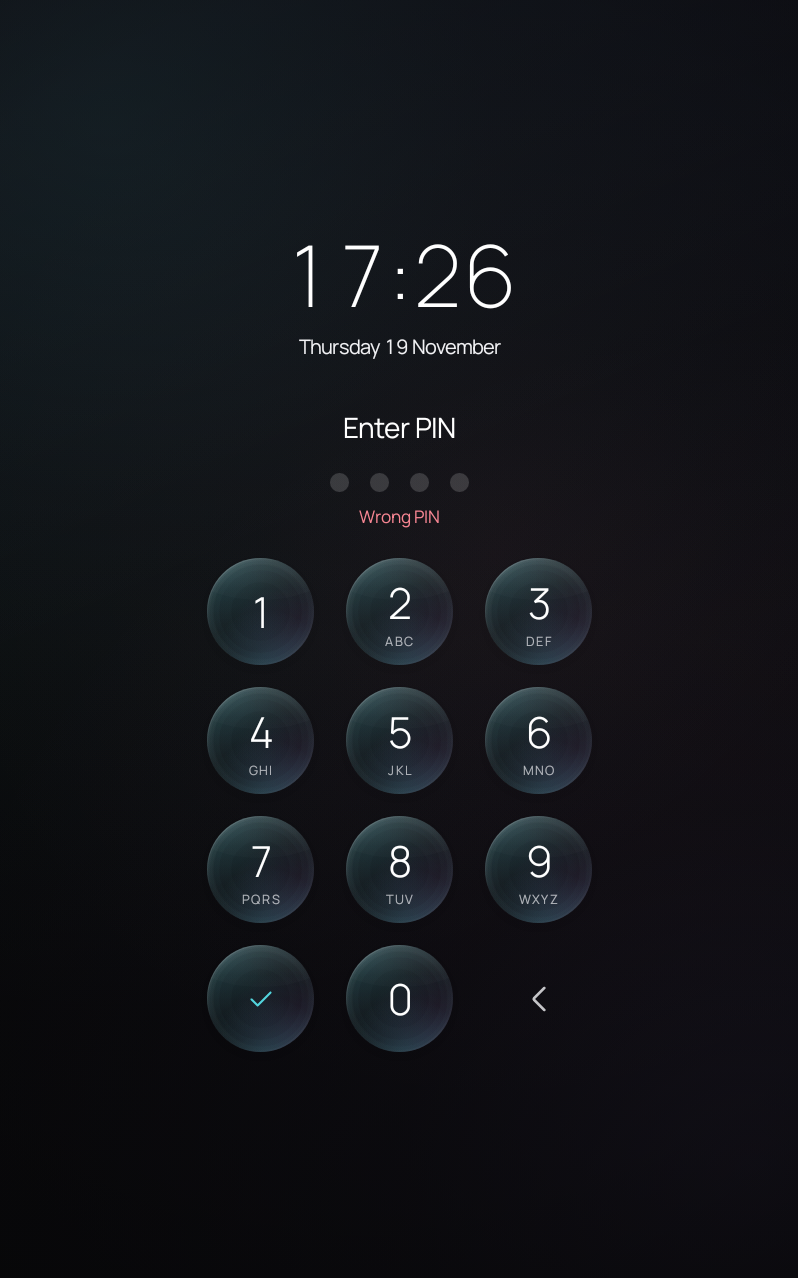 17:26
Thursday 19 November
Enter PIN
Wrong PIN
1 2 3
ABC DEF
4 5 6
GHI JKL MNO
7 8 9
PQRS TUV WXYZ
0